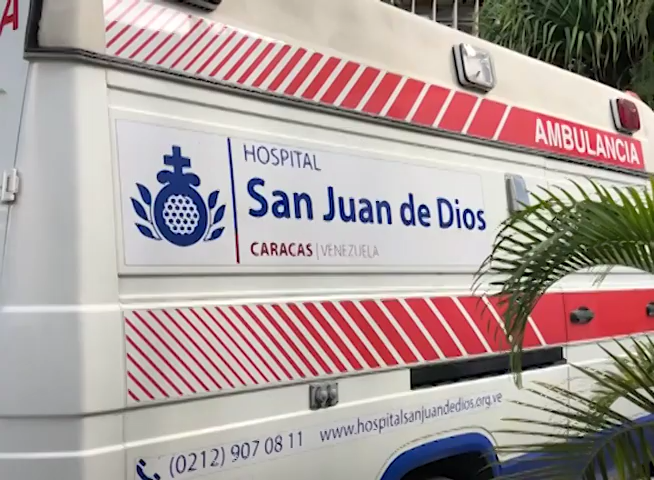 A
AMBULANCIA
HOSPITAL
San Juan de Dios
CARACAS | VENEZUELA
(0212) 907 08 11 www.hospitalsanjuandedios.org.ve